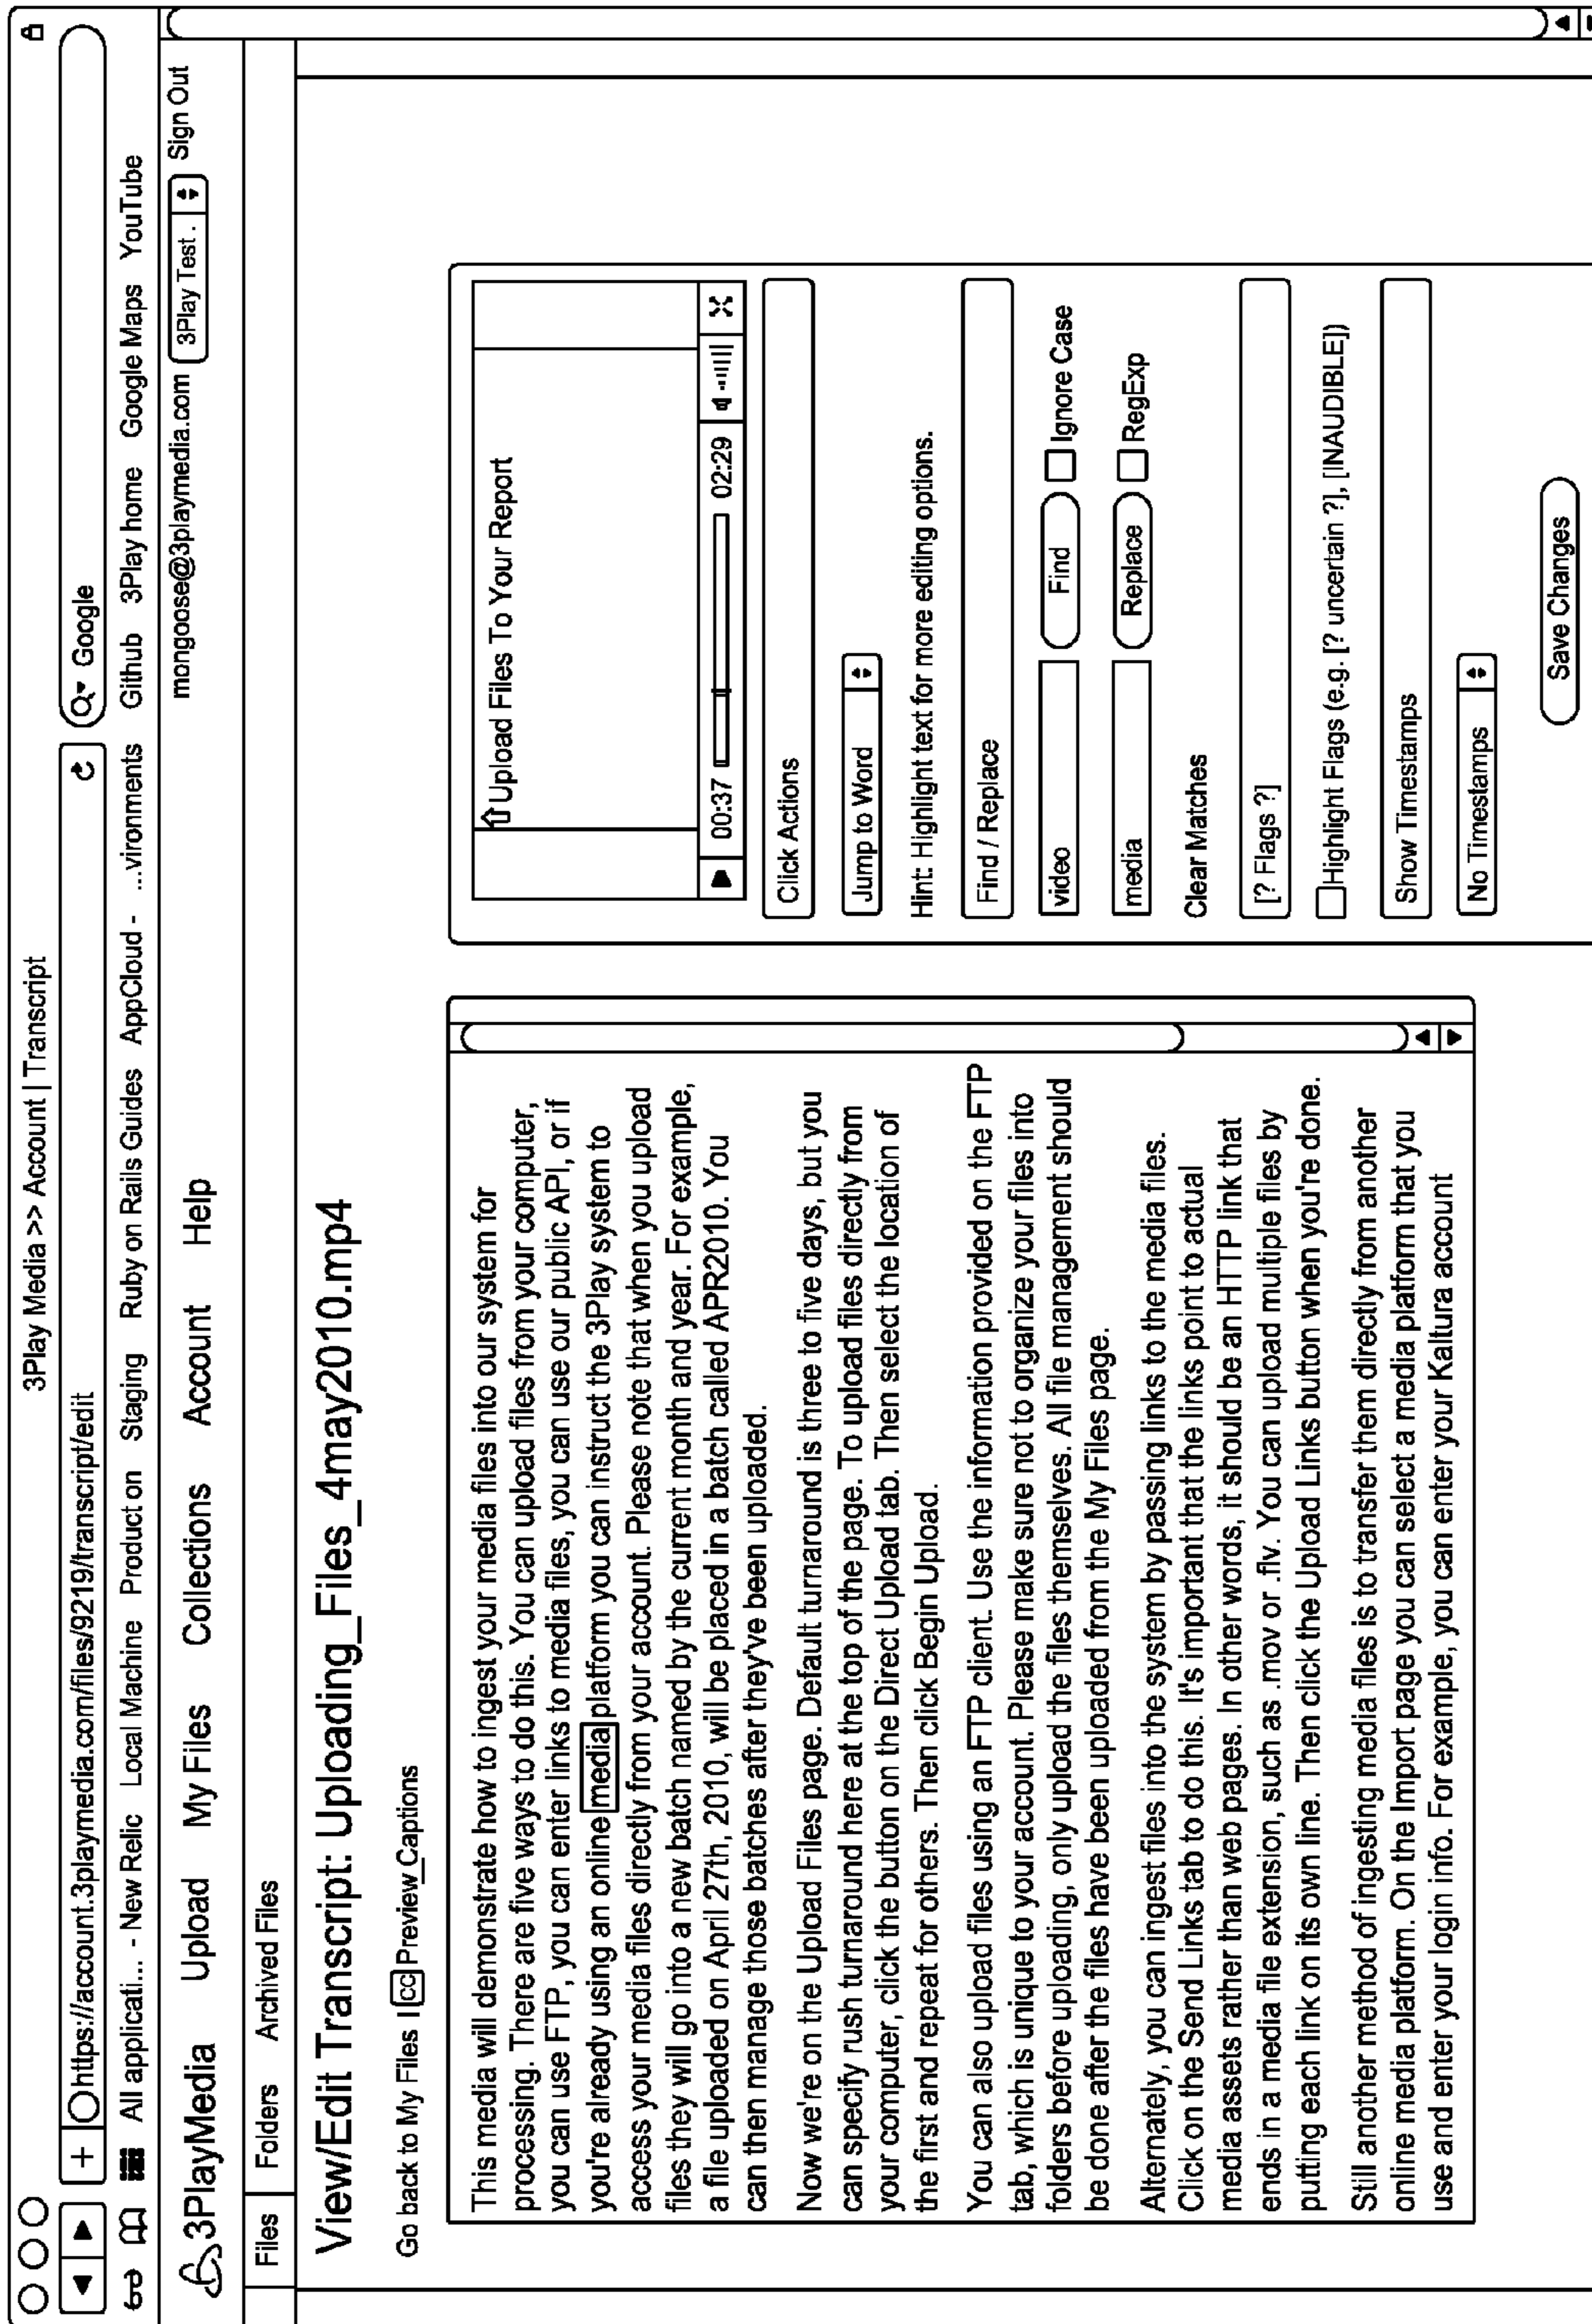 3Play Media >> Account | Transcript
https://account.3playmedia.com/files/9219/transcript/edit
Google
All applicati... - New Relic Local Machine Product on Staging Ruby on Rails Guides AppCloud - ...vironments Github 3Play home Google Maps YouTube
mongoose@3playmedia.com 3Play Test . Sign Out
3PlayMedia Upload My Files Collections Account Help
Files Folders Archived Files
View/Edit Transcript: Uploading_Files_4may2010.mp4
Go back to My Files | cc Preview_Captions
This media will demonstrate how to ingest your media files into our system for
processing. There are five ways to do this. You can upload files from your computer,
you can use FTP, you can enter links to media files, you can use our public API, or if
you're already using an online media platform you can instruct the 3Play system to
access your media files directly from your account. Please note that when you upload
files they will go into a new batch named by the current month and year. For example,
a file uploaded on April 27th, 2010, will be placed in a batch called APR2010. You
can then manage those batches after they've been uploaded.
Now we're on the Upload Files page. Default turnaround is three to five days, but you
can specify rush turnaround here at the top of the page. To upload files directly from
your computer, click the button on the Direct Upload tab. Then select the location of
the first and repeat for others. Then click Begin Upload.
You can also upload files using an FTP client. Use the information provided on the FTP
tab, which is unique to your account. Please make sure not to organize your files into
folders before uploading, only upload the files themselves. All file management should
be done after the files have been uploaded from the My Files page.
Alternately, you can ingest files into the system by passing links to the media files.
Click on the Send Links tab to do this. It's important that the links point to actual
media assets rather than web pages. In other words, it should be an HTTP link that
ends in a media file extension, such as .mov or .flv. You can upload multiple files by
putting each link on its own line. Then click the Upload Links button when you're done.
Still another method of ingesting media files is to transfer them directly from another
online media platform. On the Import page you can select a media platform that you
use and enter your login info. For example, you can enter your Kaltura account
Upload Files To Your Report
00:37 02:29
Click Actions
Jump to Word
Hint: Highlight text for more editing options.
Find / Replace
video Find Ignore Case
media Replace RegExp
Clear Matches
[? Flags ?]
Highlight Flags (e.g. [? uncertain ?], [INAUDIBLE])
Show Timestamps
No Timestamps
Save Changes